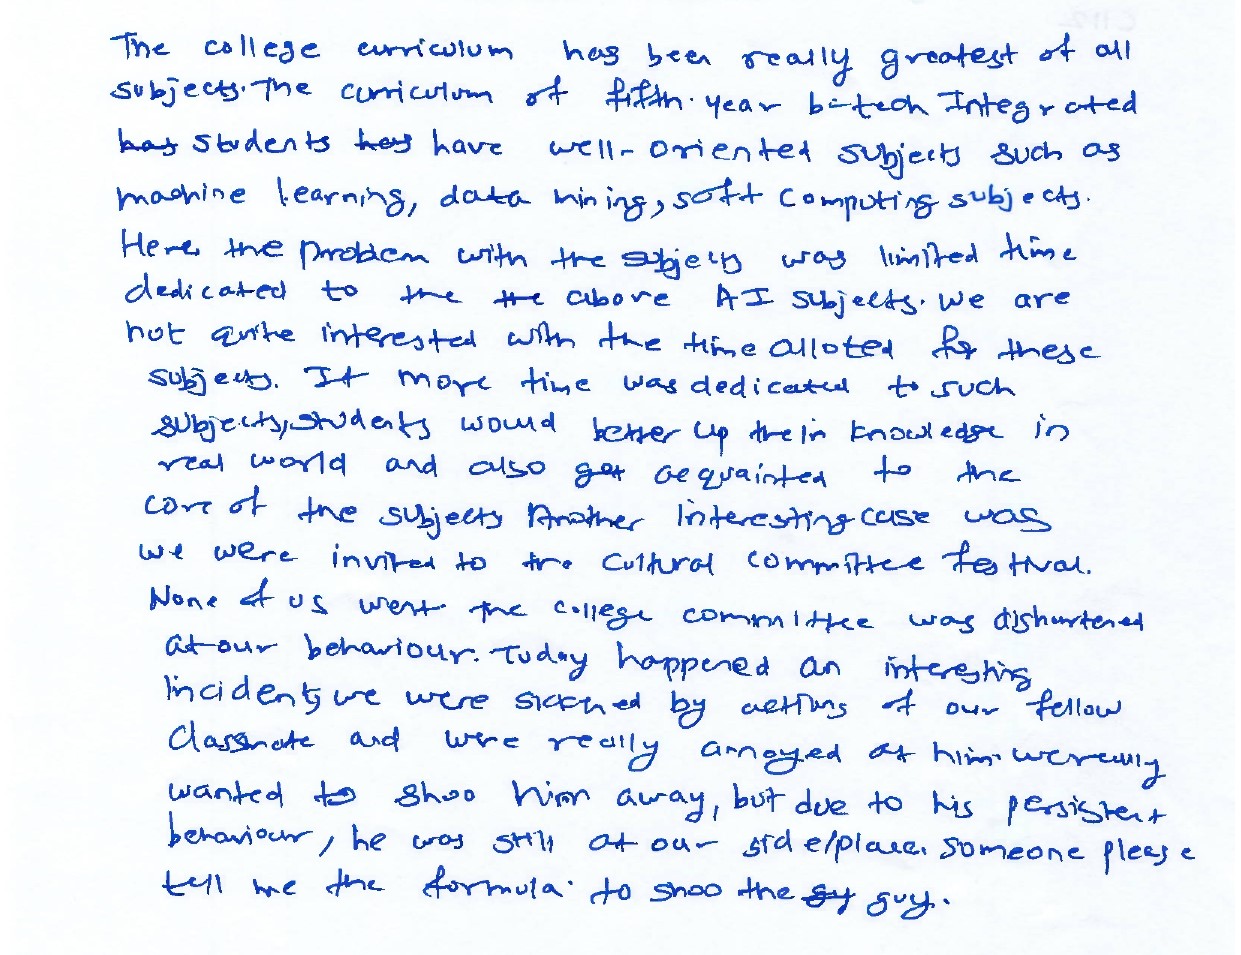 The college curriculum has been really greatest of all
subjects. The curriculum of fifth year b-tech Integrated
has students has have well-oriented subjects such as
machine learning, data mining, soft computing subjects.
Here the problem with the subjects was limited time
dedicated to the the above AI subjects. We are
not quite interested with the time alloted for these
subjects. If more time was dedicated to such
subjects, students would better up their knowledge in
real world and also get acquainted to the
core of the subjects Another interesting case was
we were invited to the cultural committee festival.
None of us went the college committee was dishurtened
at our behaviour. Today happened an interesting
incident, we were sickened by actions of our fellow
classmate and were really annoyed at him. we really
wanted to shoo him away, but due to his persistent
behaviour, he was still at our side/place. someone please
tell me the formula to shoo the gy guy.